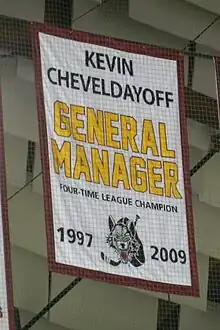 KEVIN
CHEVELDAYOFF
GENERAL
MANAGER
FOUR-TIME LEAGUE CHAMPION
1997 2009